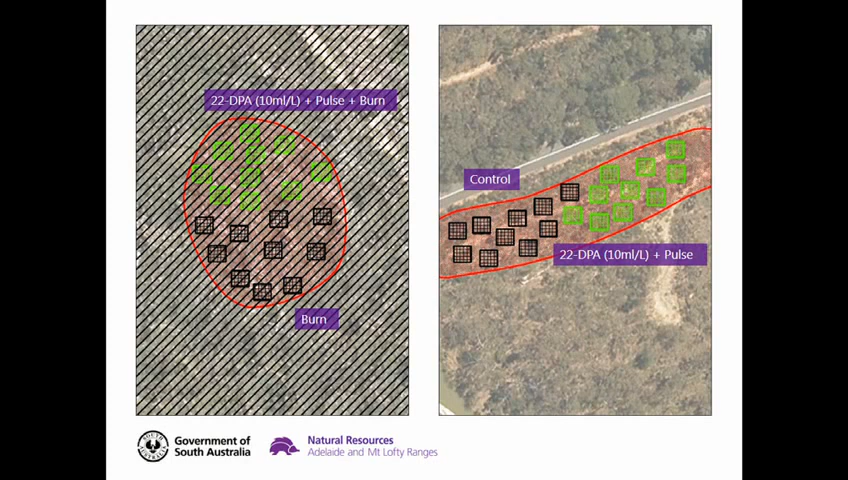 22-DPA (10ml/L) + Pulse + Burn
Burn
Control
22-DPA (10ml/L) + Pulse
Government of
South Australia
Natural Resources
Adelaide and Mt Lofty Ranges